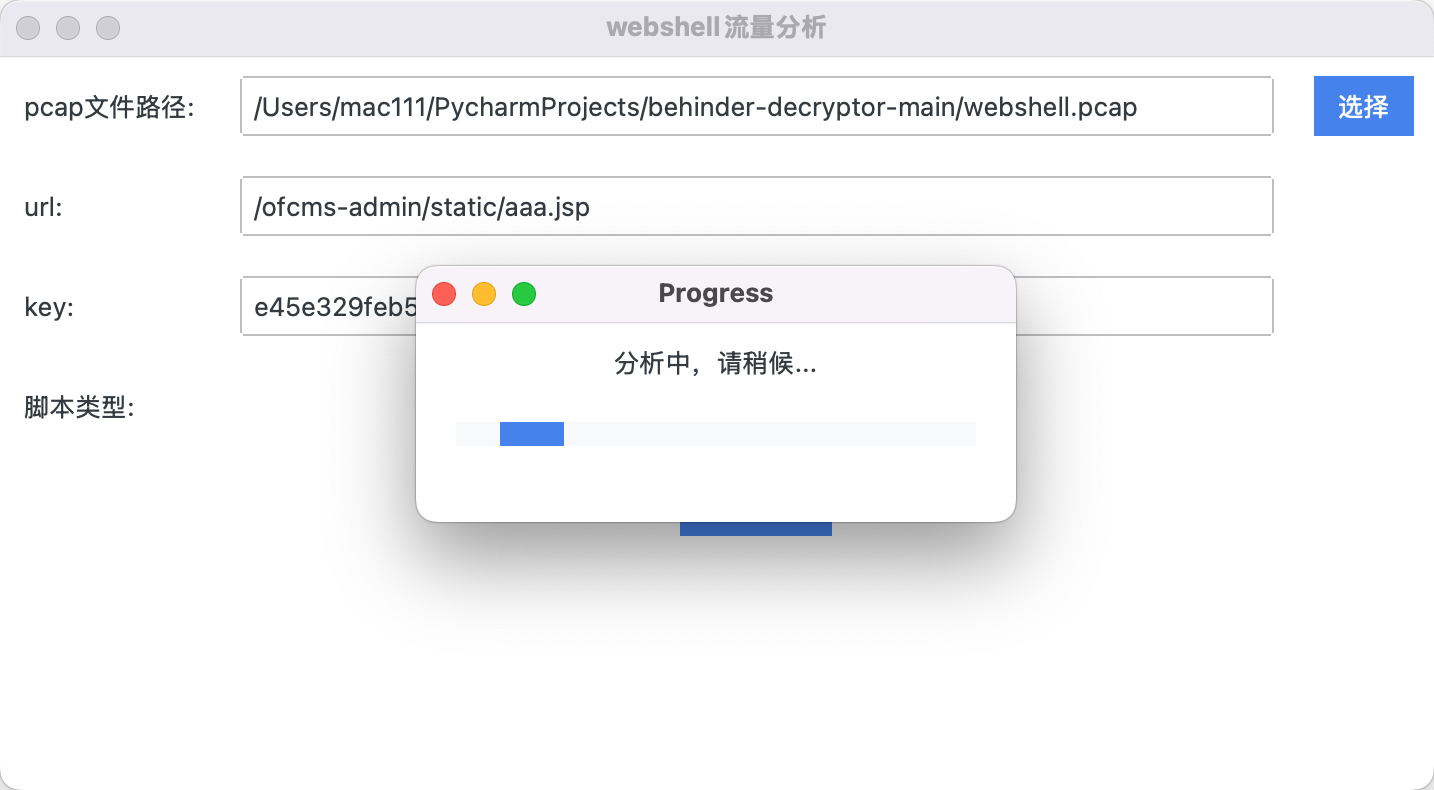 webshell流量分析
pcap文件路径: /Users/mac111/PycharmProjects/behinder-decryptor-main/webshell.pcap 选择
url: /ofcms-admin/static/aaa.jsp
key: e45e329feb5
Progress
分析中，请稍候...
脚本类型: